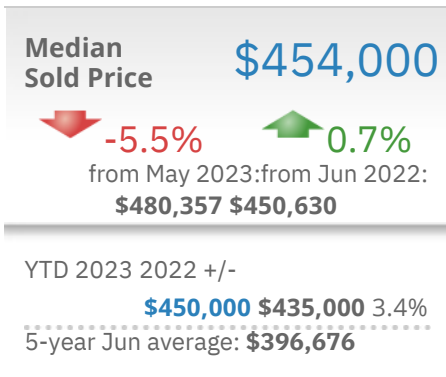 Median
Sold Price
$454,000
-5.5%
0.7%
from May 2023:from Jun 2022:
$480,357 $450,630
YTD 2023 2022 +/-
$450,000 $435,000 3.4%
5-year Jun average: $396,676